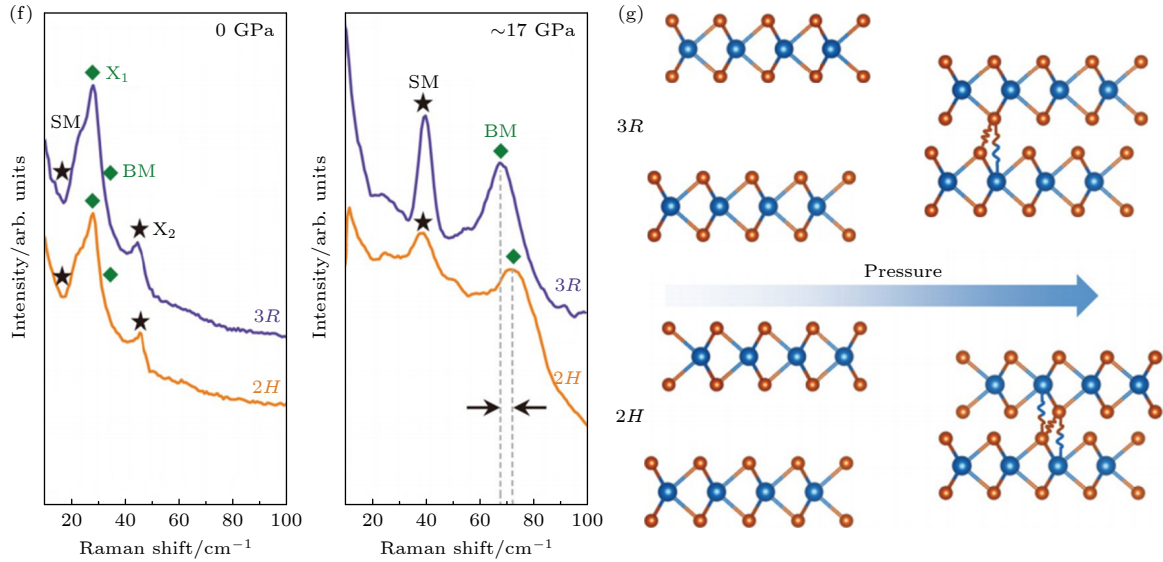 (f)
0 GPa
X₁
SM
BM
X₂
3R
2H
Intensity/arb. units
20 40 60 80 100
Raman shift/cm⁻¹
~17 GPa
SM
BM
3R
2H
Intensity/arb. units
20 40 60 80 100
Raman shift/cm⁻¹
(g)
3R
Pressure
2H